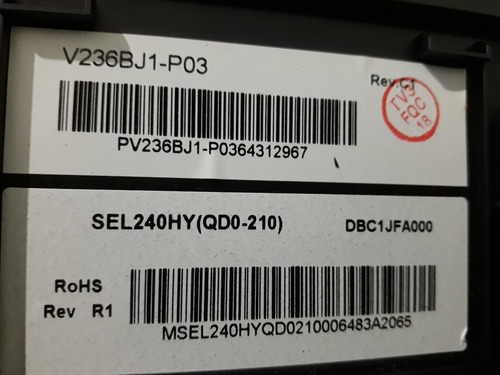 V236BJ1-P03
Rev.C1
TV3
FQC
18
PV236BJ1-P0364312967
SEL240HY(QD0-210)
DBC1JFA000
RoHS
Rev R1
MSEL240HYQD0210006483A2065